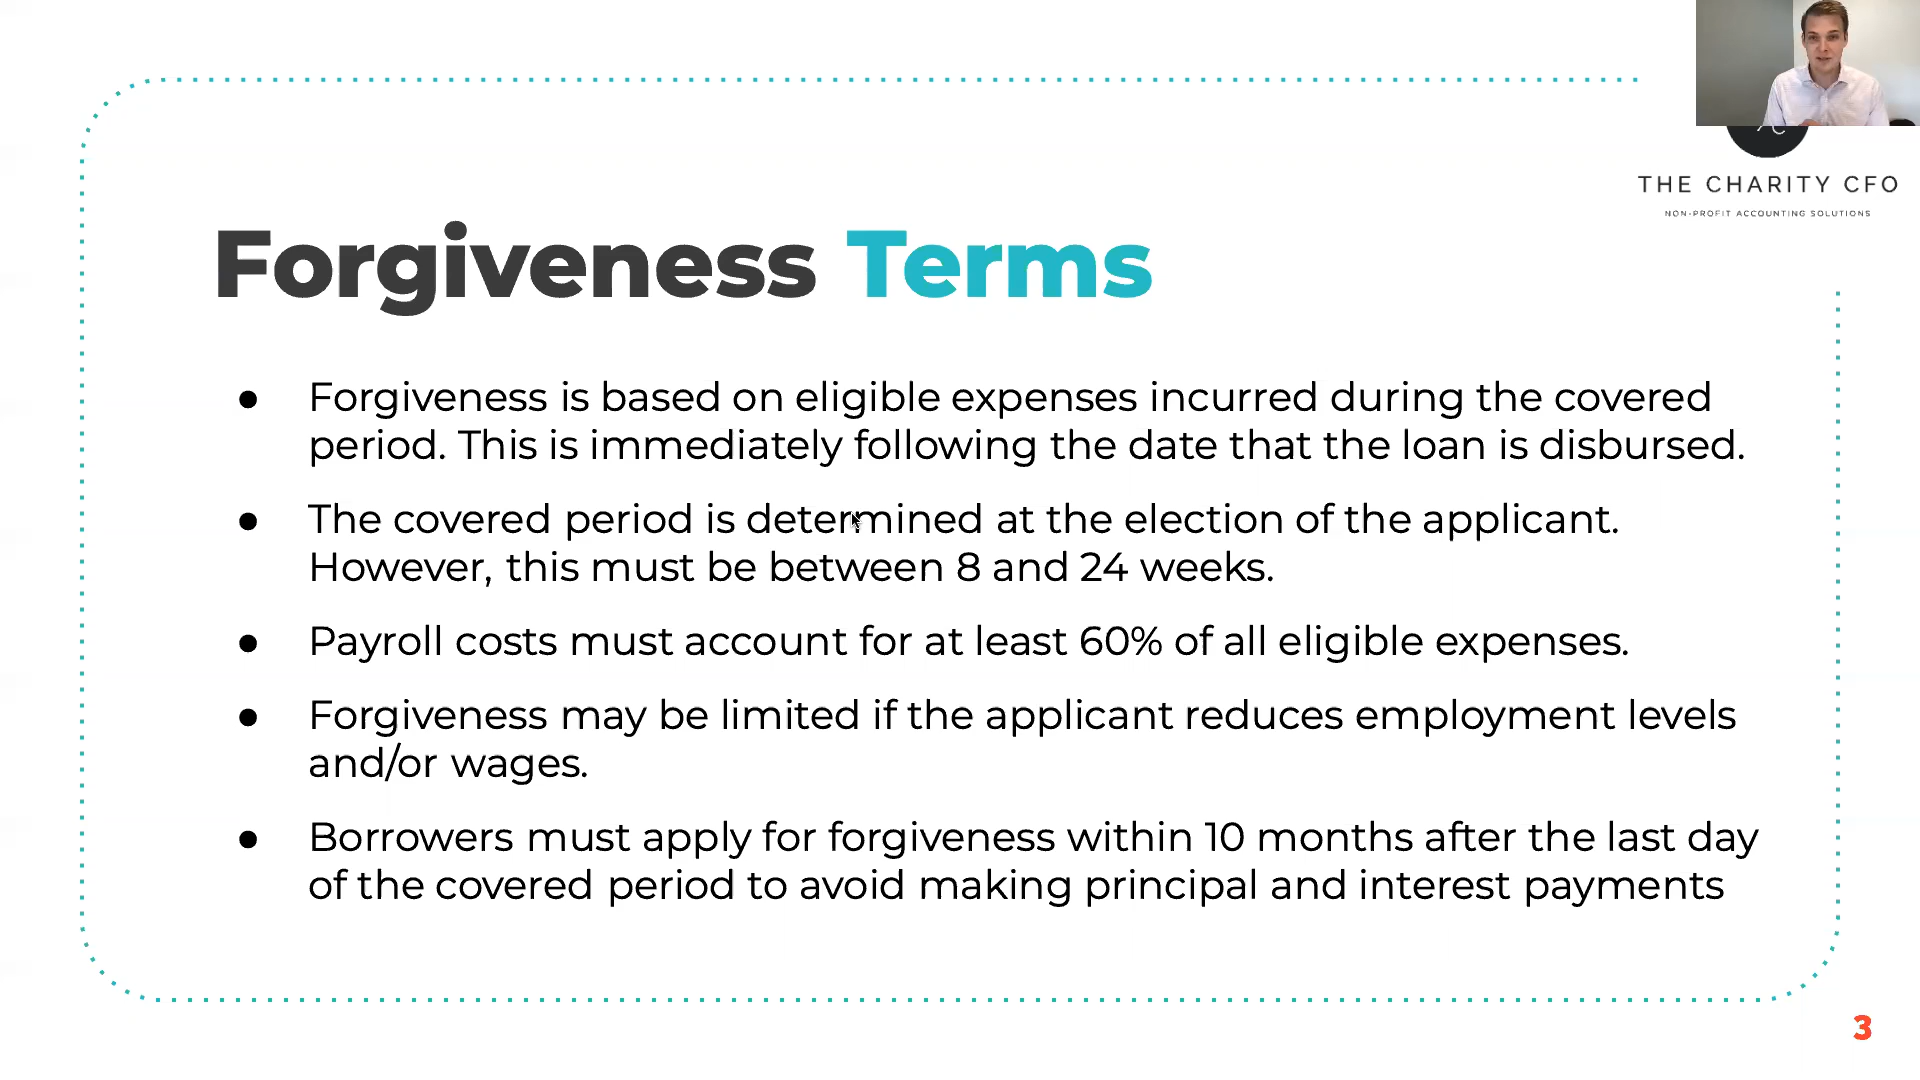 THE CHARITY CFO
NON-PROFIT ACCOUNTING SOLUTIONS
Forgiveness Terms
● Forgiveness is based on eligible expenses incurred during the covered
period. This is immediately following the date that the loan is disbursed.
● The covered period is determined at the election of the applicant.
However, this must be between 8 and 24 weeks.
● Payroll costs must account for at least 60% of all eligible expenses.
● Forgiveness may be limited if the applicant reduces employment levels
and/or wages.
● Borrowers must apply for forgiveness within 10 months after the last day
of the covered period to avoid making principal and interest payments
3